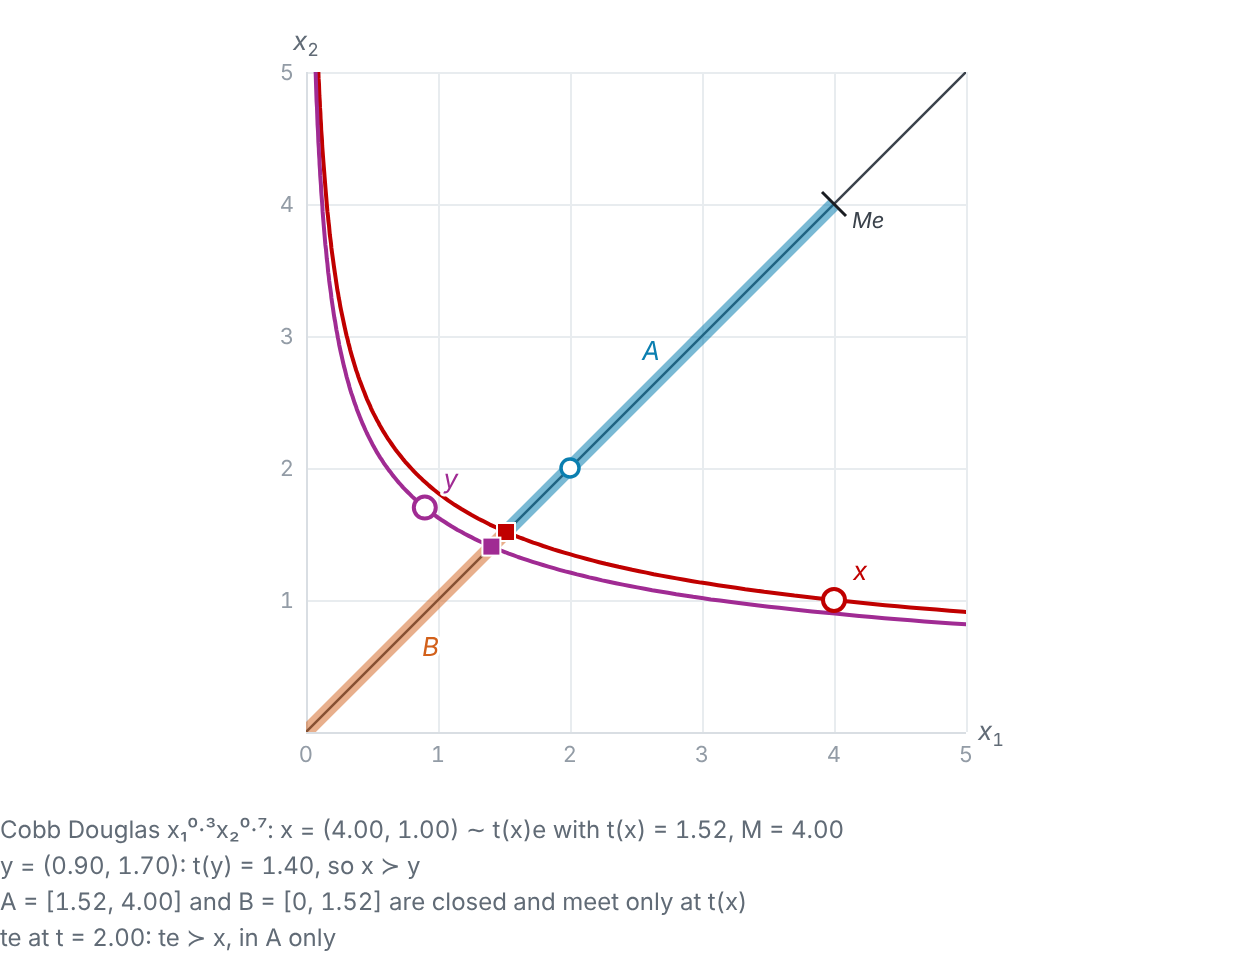 x₂
5
4
Me
3
A
2
y
x
1
B
x₁
0
1
2
3
4
5
Cobb Douglas x₁⁰·³x₂⁰·⁷: x = (4.00, 1.00) ∼ t(x)e with t(x) = 1.52, M = 4.00
y = (0.90, 1.70): t(y) = 1.40, so x ≻ y
A = [1.52, 4.00] and B = [0, 1.52] are closed and meet only at t(x)
te at t = 2.00: te ≻ x, in A only